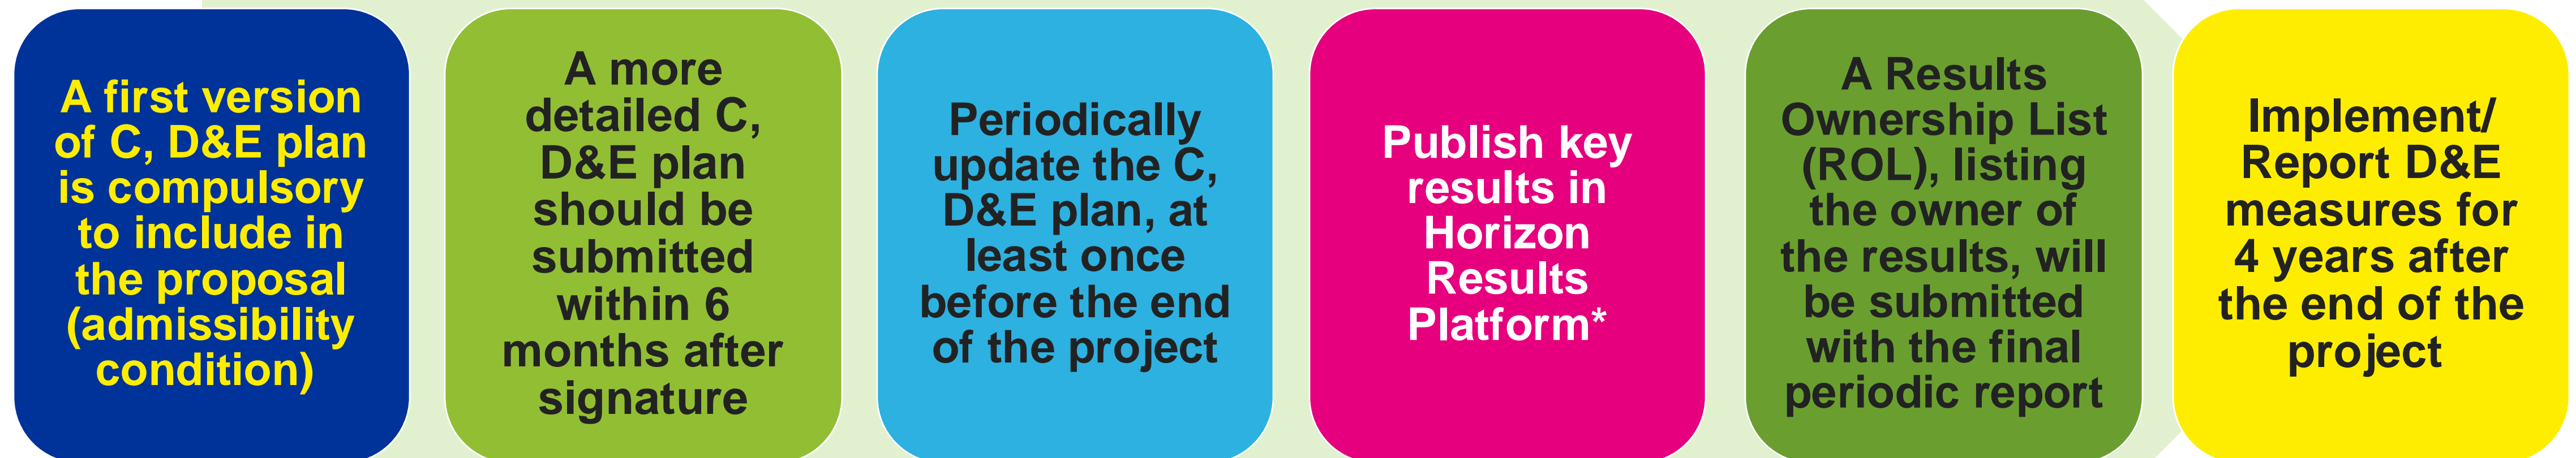 A first version
of C, D&E plan
is compulsory
to include in
the proposal
(admissibility
condition)
A more
detailed C,
D&E plan
should be
submitted
within 6
months after
signature
Periodically
update the C,
D&E plan, at
least once
before the end
of the project
Publish key
results in
Horizon
Results
Platform*
A Results
Ownership List
(ROL), listing
the owner of
the results, will
be submitted
with the final
periodic report
Implement/
Report D&E
measures for
4 years after
the end of the
project